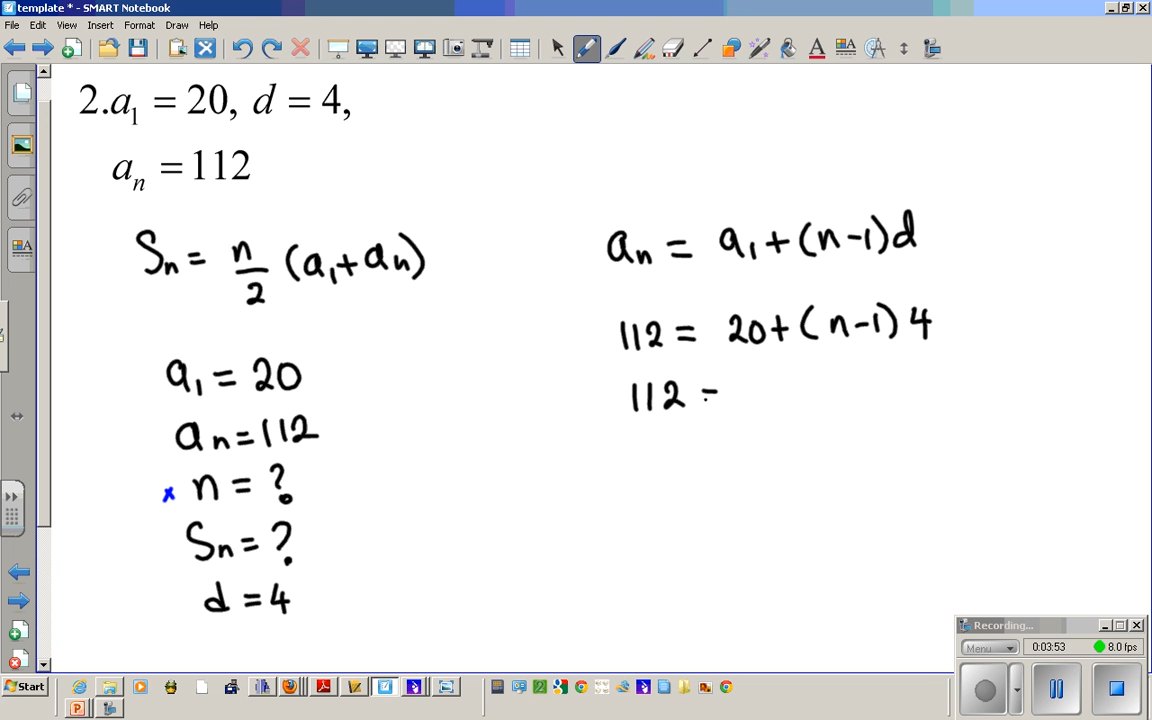 template * - SMART Notebook
File Edit View Insert Format Draw Help
2.a₁ = 20, d = 4,
aₙ = 112
Sₙ = n/2 (a₁+aₙ)
a₁ = 20
aₙ = 112
x n = ?
Sₙ = ?
d = 4
aₙ = a₁+(n-1)d
112 = 20+(n-1)4
112 =
Recording...
Menu 0:03:53 8.0 fps
Start